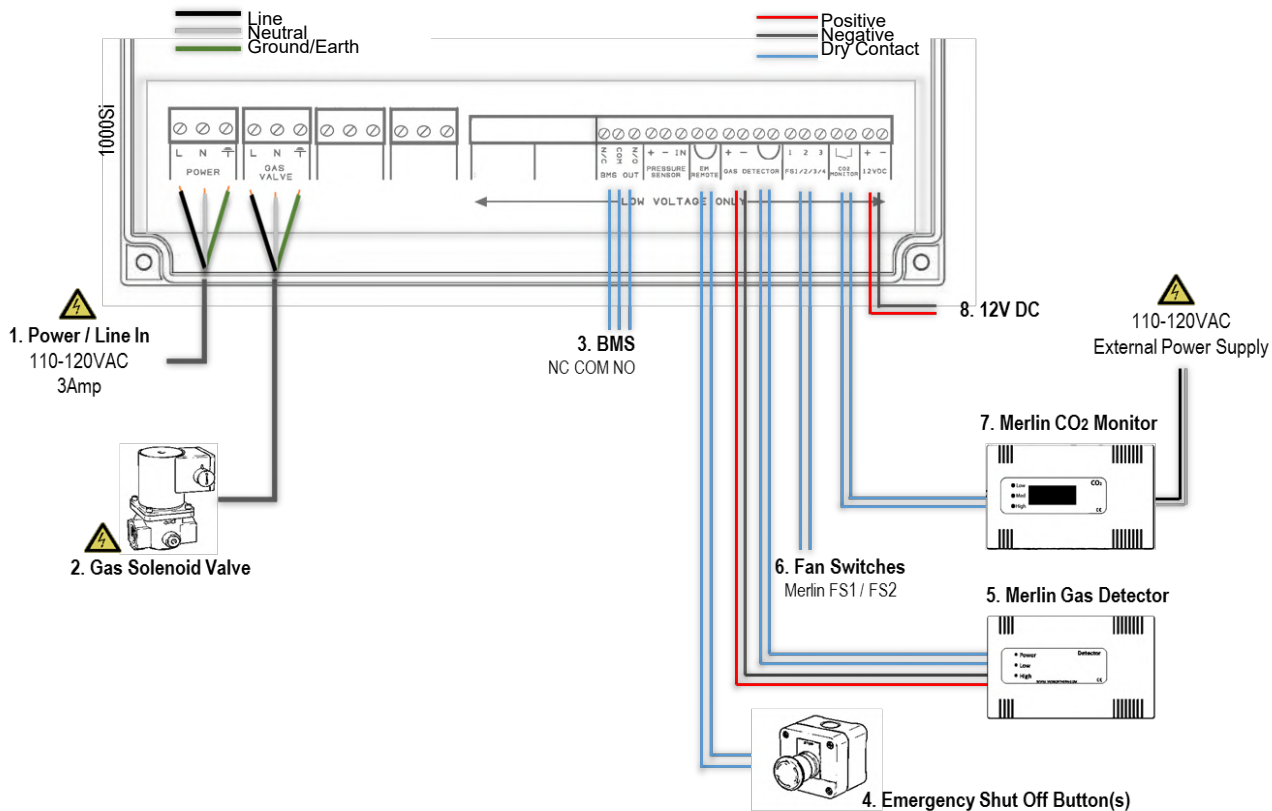 Line
Neutral
Ground/Earth
Positive
Negative
Dry Contact
1000Si
L N
POWER
L N
GAS
VALVE
N/C COM N/O
BMS OUT
+ - IN
PRESSURE
SENSOR
EM
REMOTE
+ -
GAS DETECTOR
1 2 3
FS1/2/3/4
CO2
MONITOR
+ -
12VDC
LOW VOLTAGE ONLY
1. Power / Line In
110-120VAC
3Amp
2. Gas Solenoid Valve
3. BMS
NC COM NO
8. 12V DC
110-120VAC
External Power Supply
7. Merlin CO2 Monitor
Low
Med
High
CO2
CE
6. Fan Switches
Merlin FS1 / FS2
5. Merlin Gas Detector
Power
Low
High
Detector
CE
4. Emergency Shut Off Button(s)